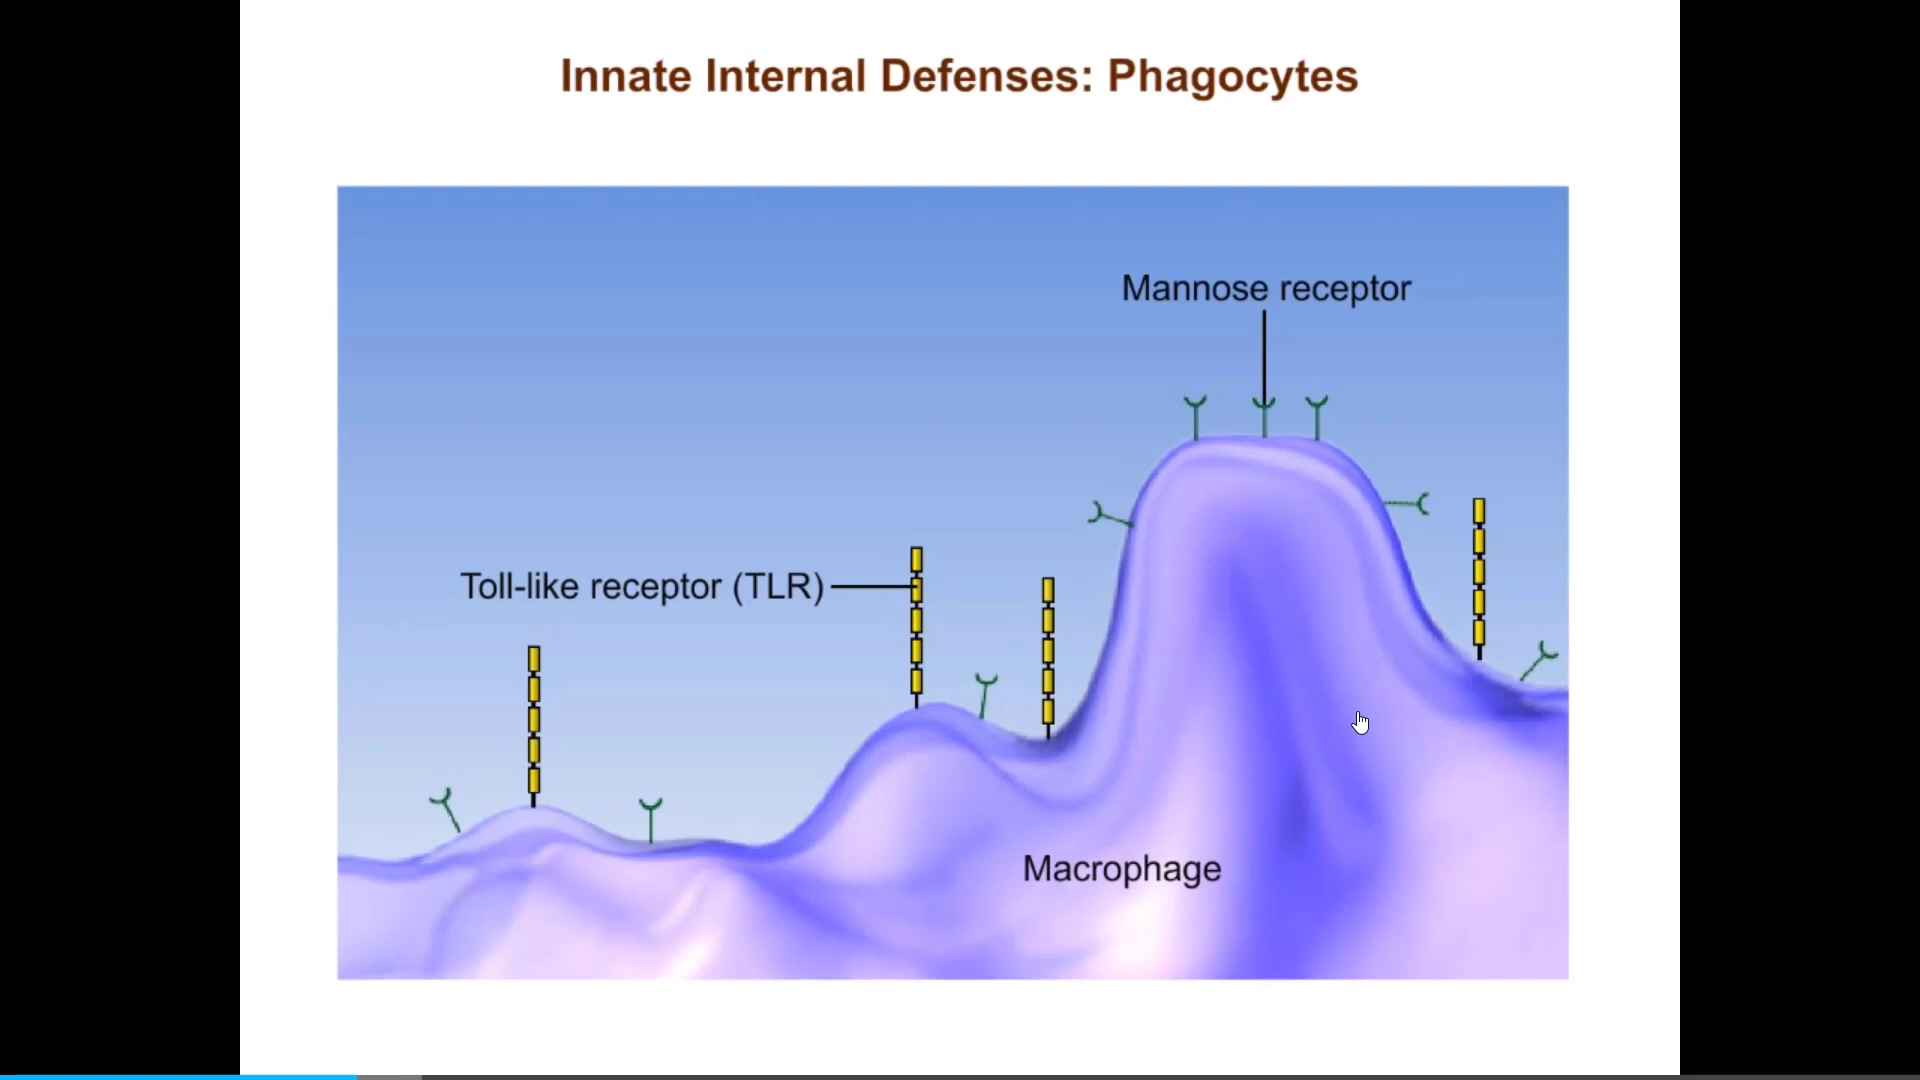 Innate Internal Defenses: Phagocytes
Mannose receptor
Toll-like receptor (TLR)
Macrophage